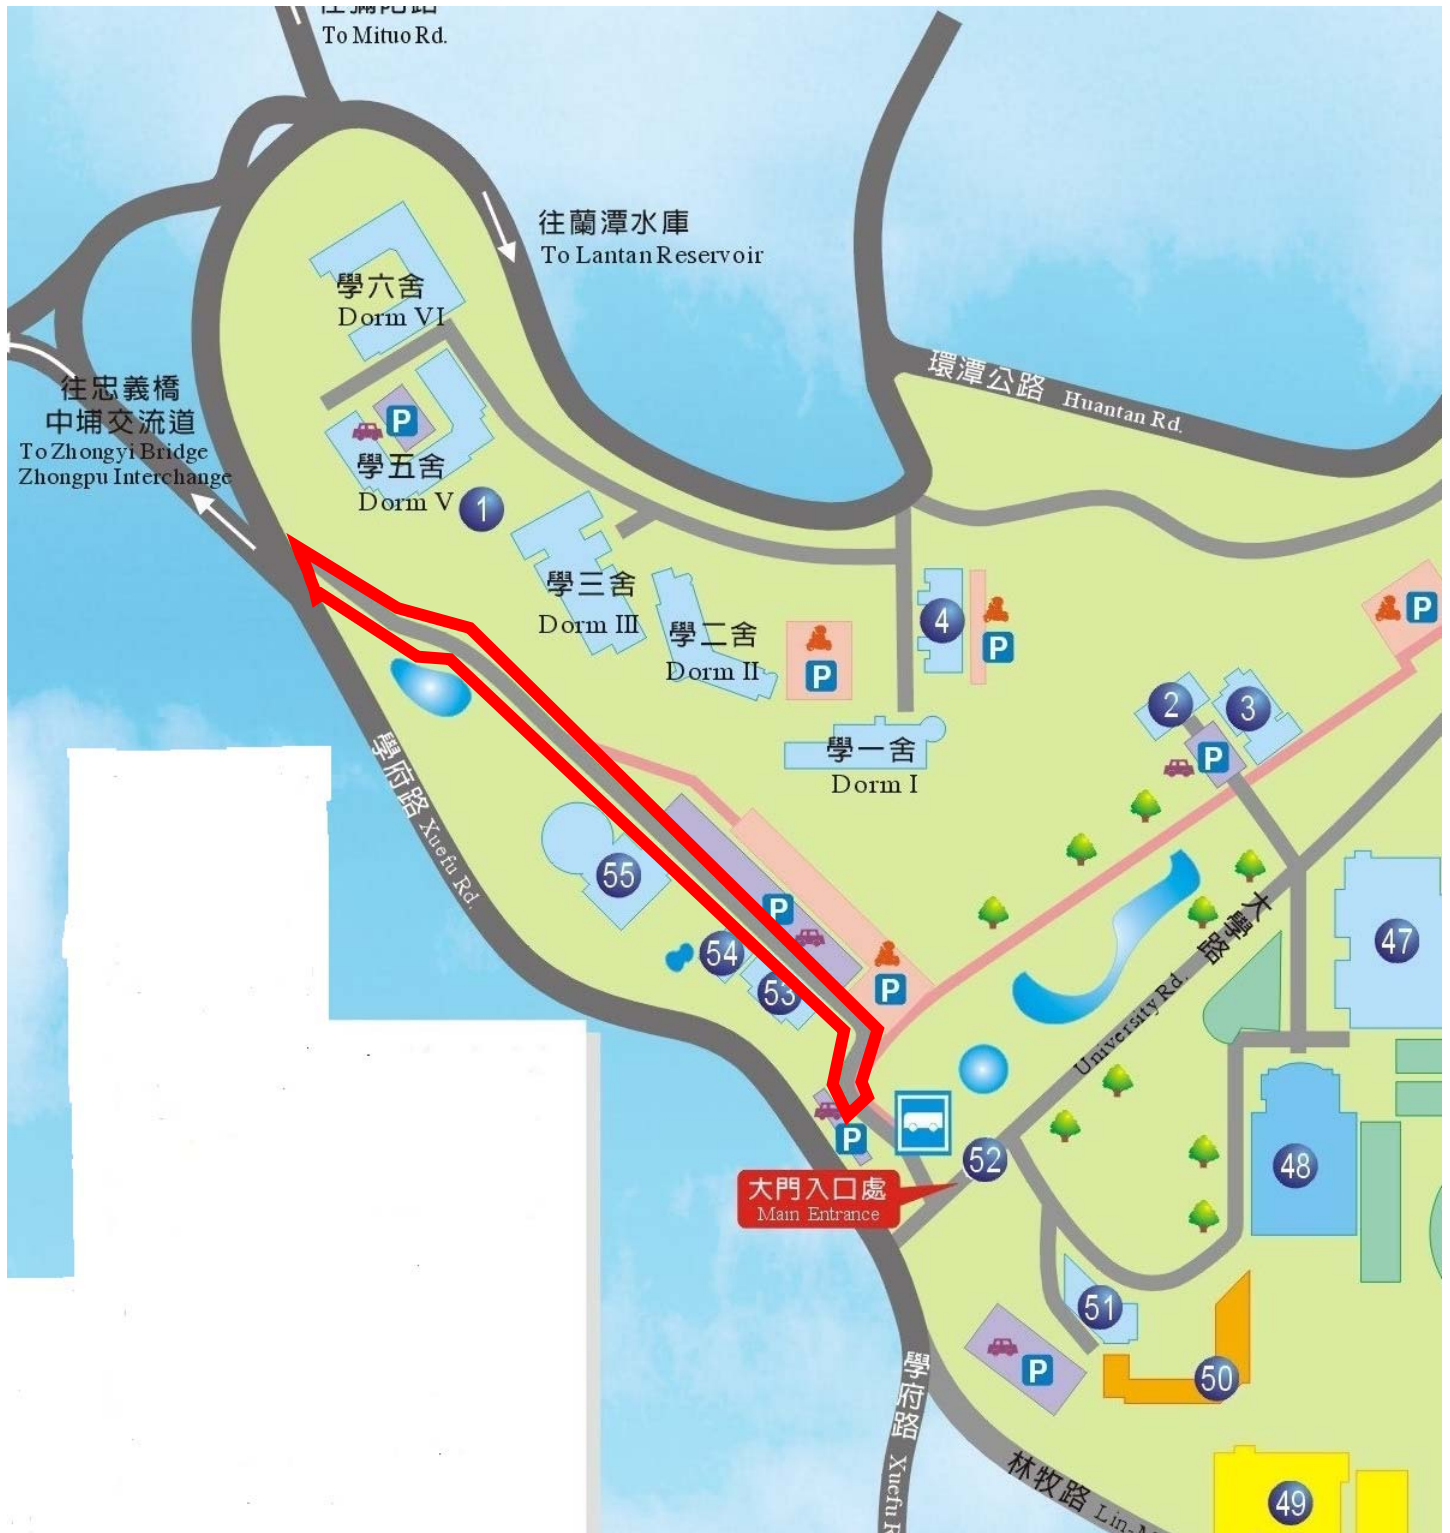 To Mituo Rd.
往蘭潭水庫
To Lantan Reservoir
學六舍
Dorm VI
環潭公路 Huantan Rd.
往忠義橋
中埔交流道
To Zhongyi Bridge
Zhongpu Interchange
P
學五舍
Dorm V
1
學三舍
Dorm III
學二舍
Dorm II
P
4
P
P
2
3
P
學一舍
Dorm I
學府路 Xuefu Rd.
55
P
54
53
P
大學路
University Rd.
47
P
52
48
大門入口處
Main Entrance
51
P
50
學府路 Xuefu R
林牧路 Lin-M
49